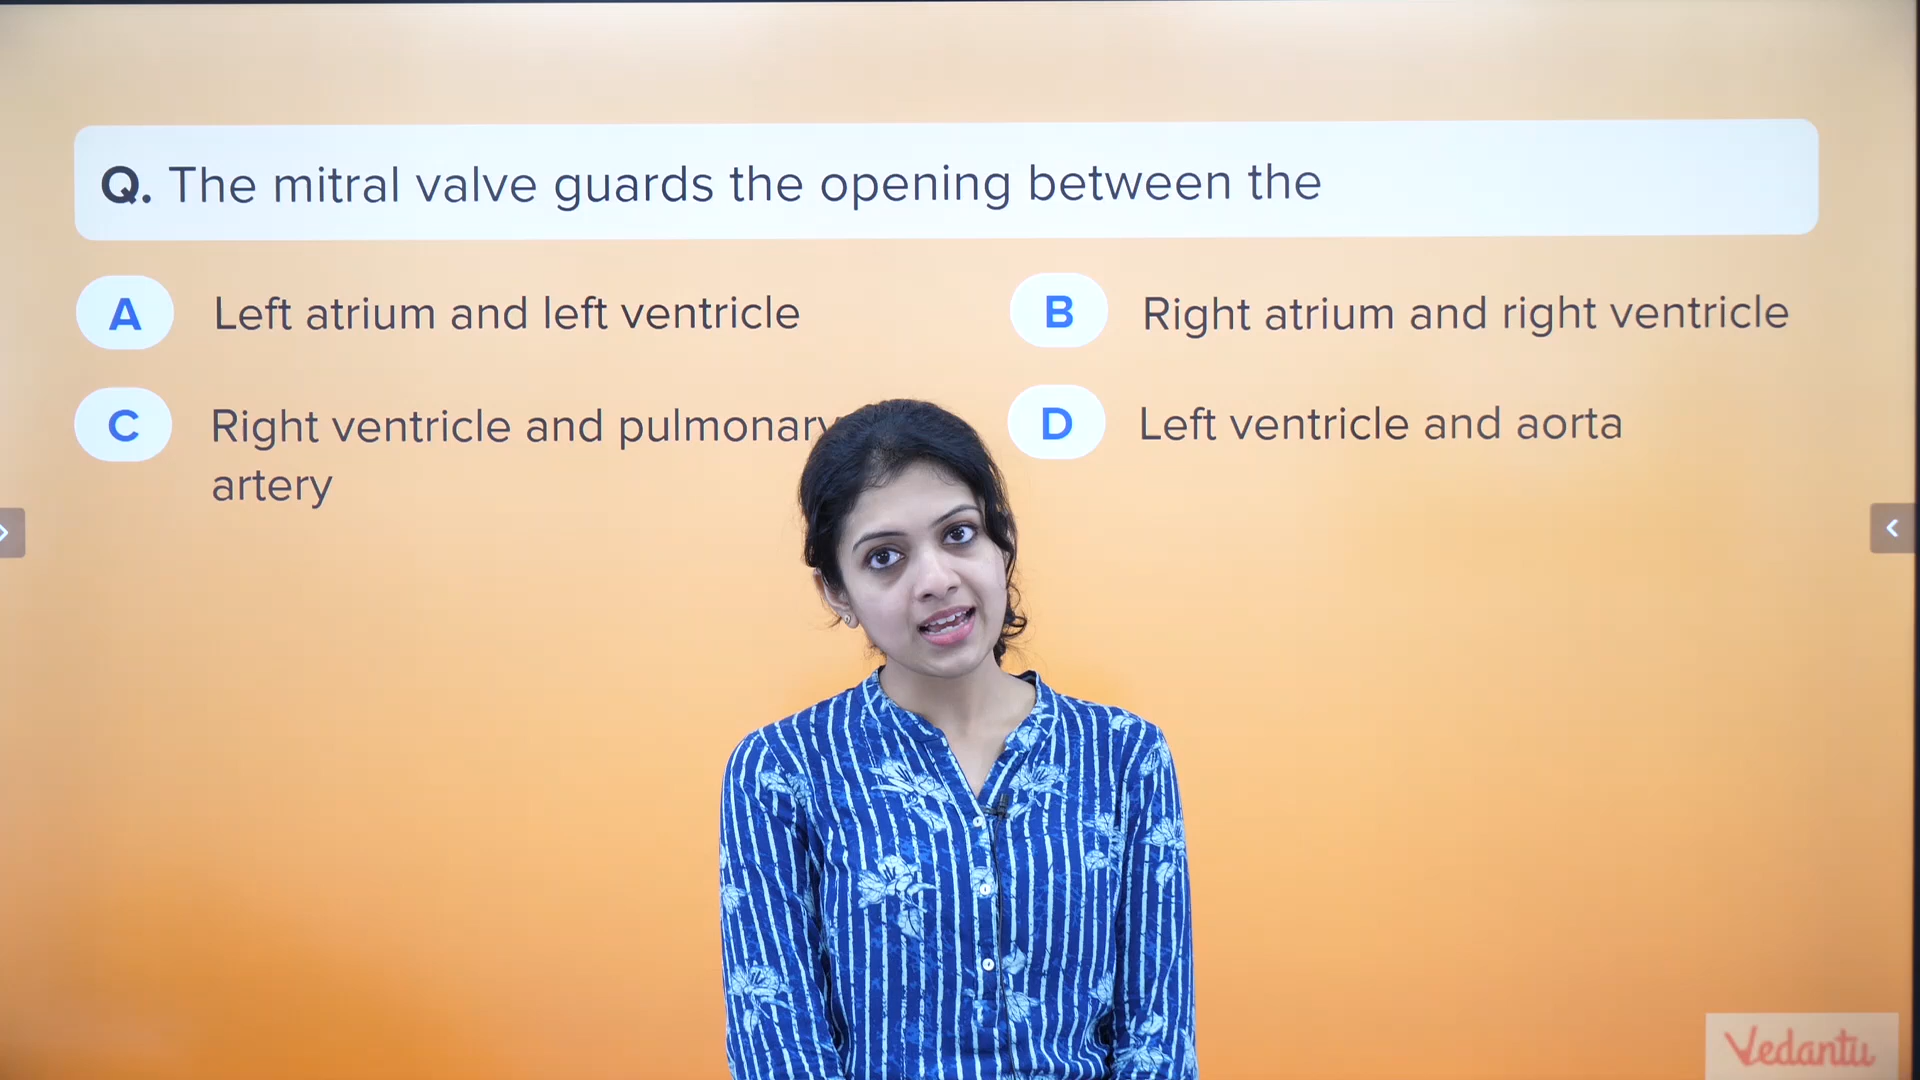 Q. The mitral valve guards the opening between the
A Left atrium and left ventricle
B Right atrium and right ventricle
C Right ventricle and pulmonary
artery
D Left ventricle and aorta
Vedantu